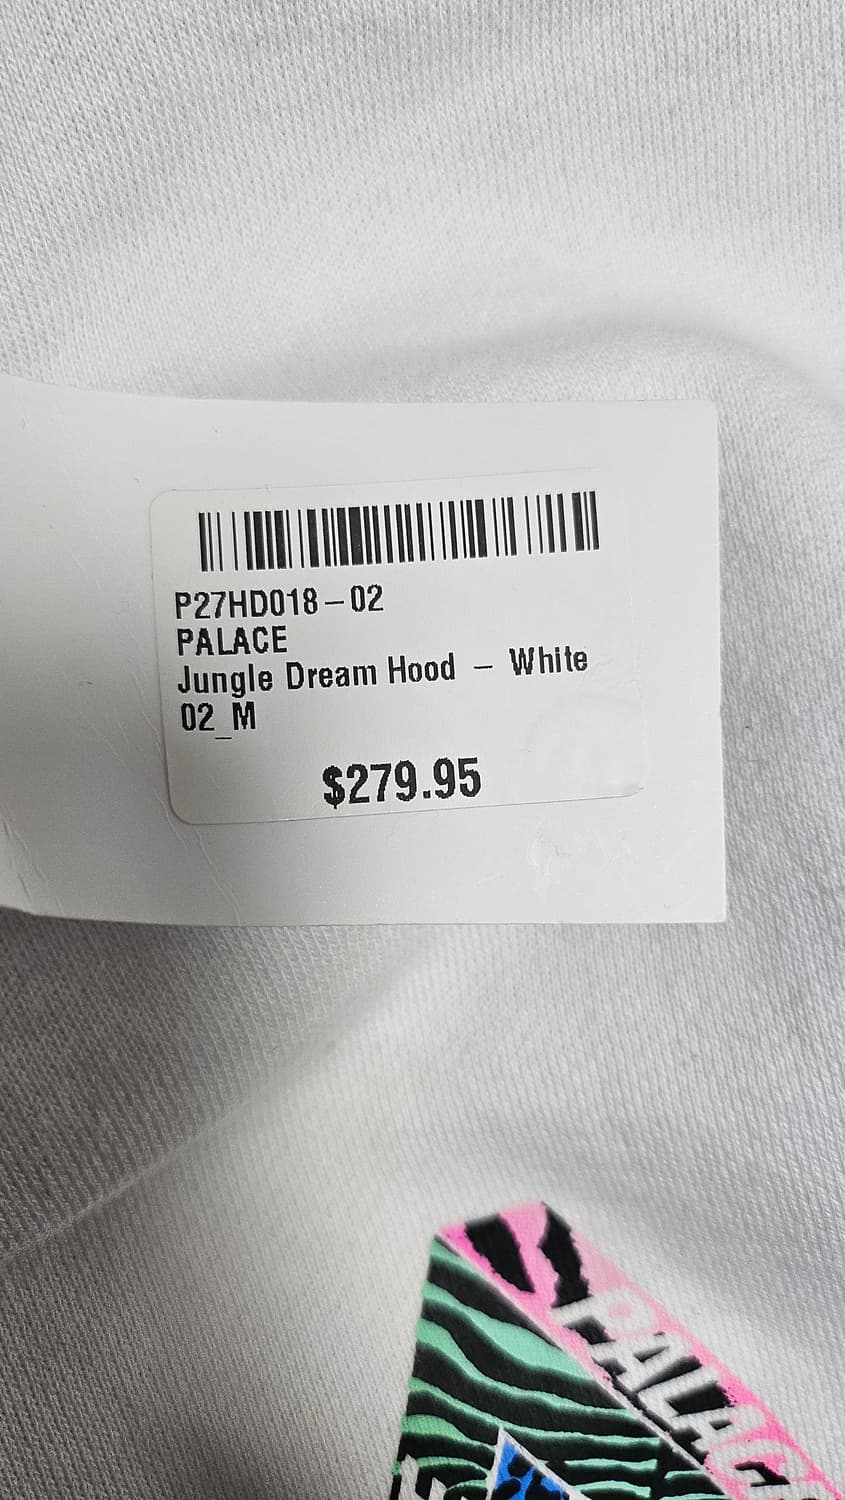 P27HD018-02
PALACE
Jungle Dream Hood - White
02_M
$279.95
PALACE